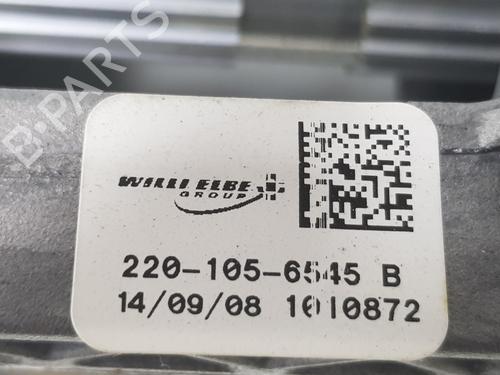 B-PARTS
WILLI ELBE
GROUP
220-105-6545 B
14/09/08 1010872